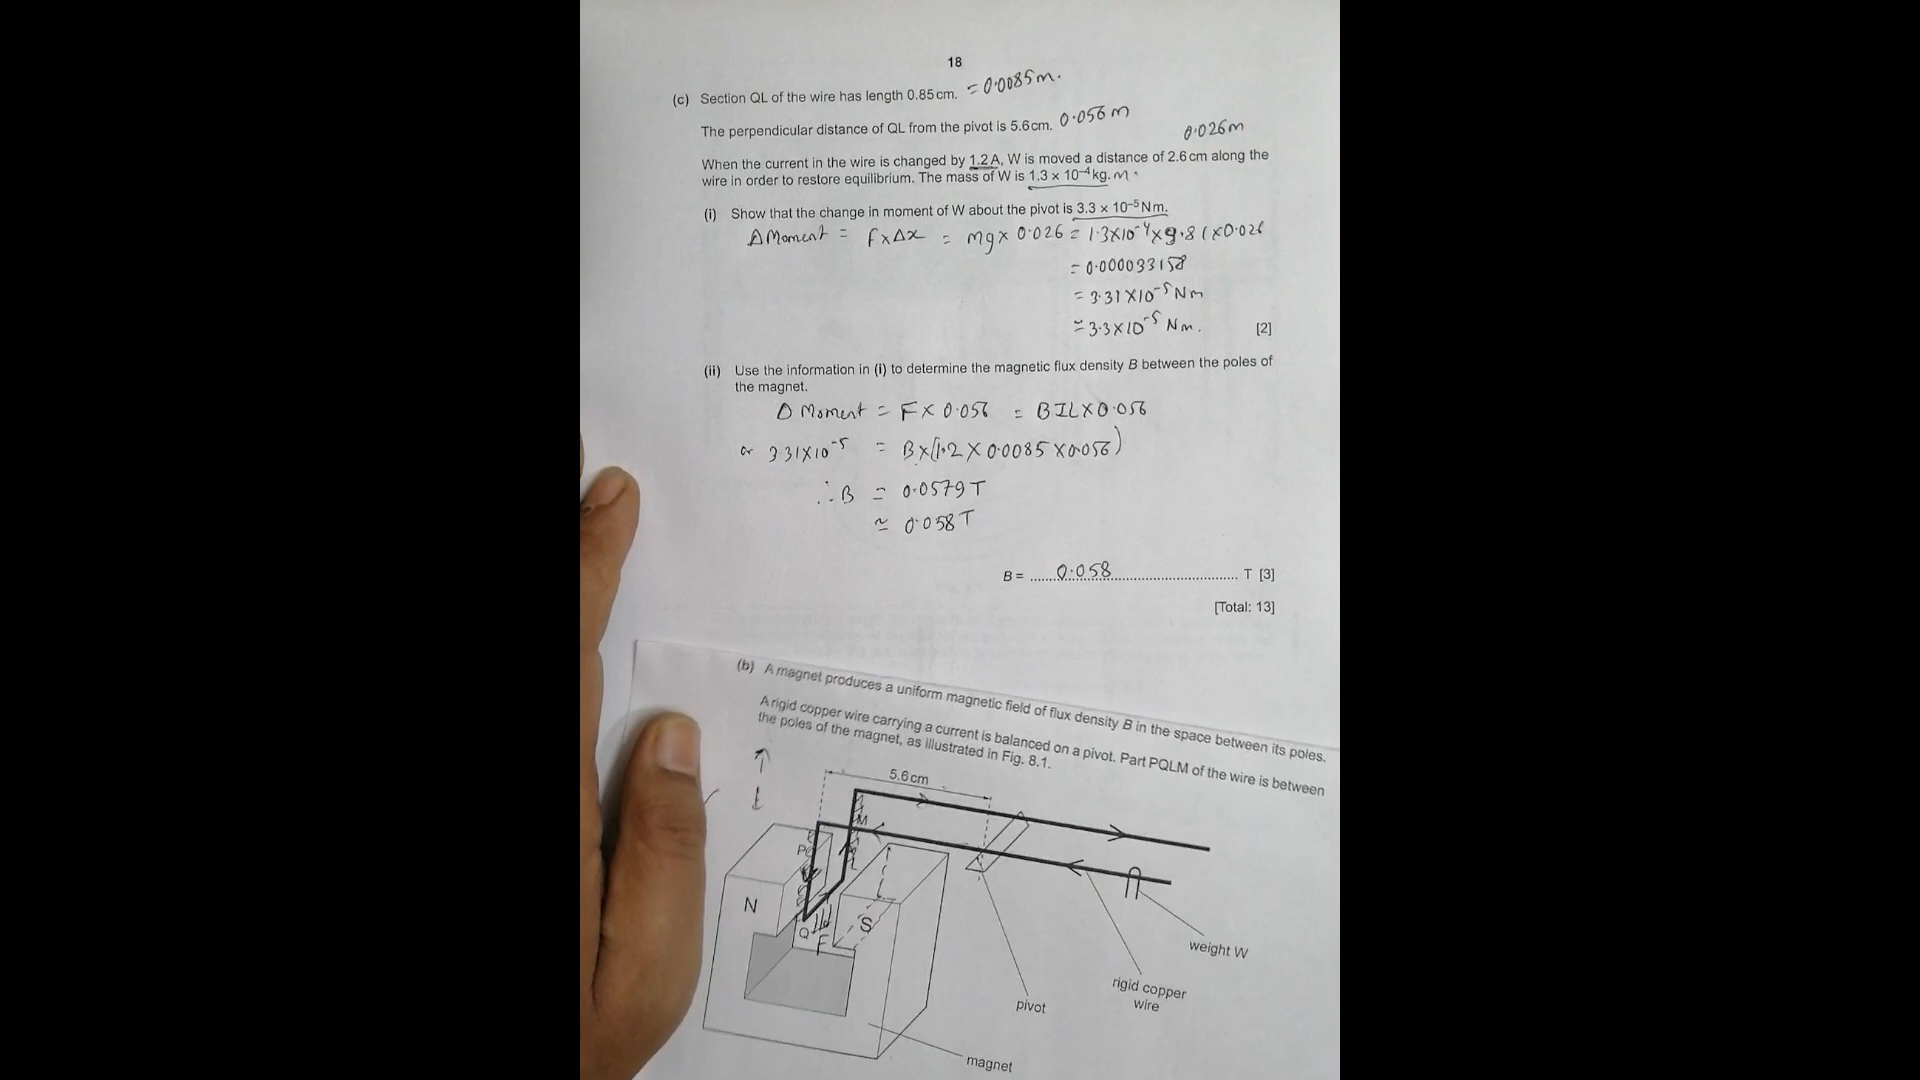 18
(c) Section QL of the wire has length 0.85 cm. = 0.0085m.
The perpendicular distance of QL from the pivot is 5.6 cm. 0.056 m
0.026m
When the current in the wire is changed by 1.2 A, W is moved a distance of 2.6 cm along the
wire in order to restore equilibrium. The mass of W is 1.3 × 10⁻⁴ kg. m.
(i) Show that the change in moment of W about the pivot is 3.3 × 10⁻⁵ N m.
ΔMoment = F×Δx = mg× 0.026 = 1.3×10⁻⁴×9.81×0.026
= 0.000033158
= 3.31×10⁻⁵ Nm
≈ 3.3×10⁻⁵ Nm.
[2]
(ii) Use the information in (i) to determine the magnetic flux density B between the poles of
the magnet.
Δ Moment = F× 0.056 = BIL×0.056
or 3.31×10⁻⁵ = B×(1.2 × 0.0085 ×0.056)
∴ B = 0.0579 T
≈ 0.058 T
B = 0.058 T [3]
[Total: 13]
(b) A magnet produces a uniform magnetic field of flux density B in the space between its poles.
A rigid copper wire carrying a current is balanced on a pivot. Part PQLM of the wire is between
the poles of the magnet, as illustrated in Fig. 8.1.
5.6 cm
M
P
L
N
Q
F
S
weight W
rigid copper
wire
pivot
magnet